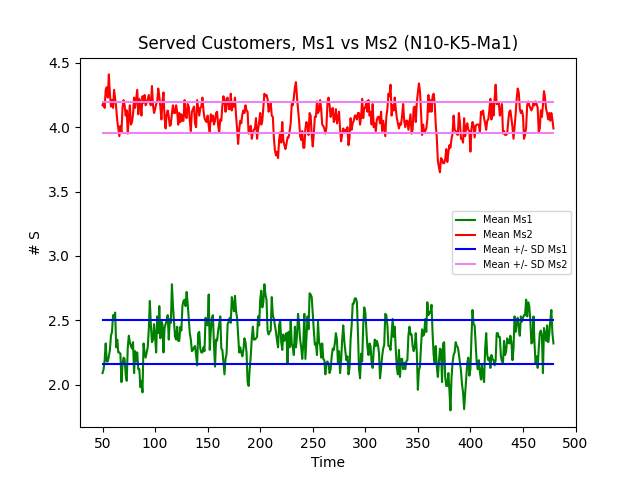 Served Customers, Ms1 vs Ms2 (N10-K5-Ma1)
4.5
4.0
3.5
3.0
2.5
2.0
# S
Mean Ms1
Mean Ms2
Mean +/- SD Ms1
Mean +/- SD Ms2
50 100 150 200 250 300 350 400 450 500
Time